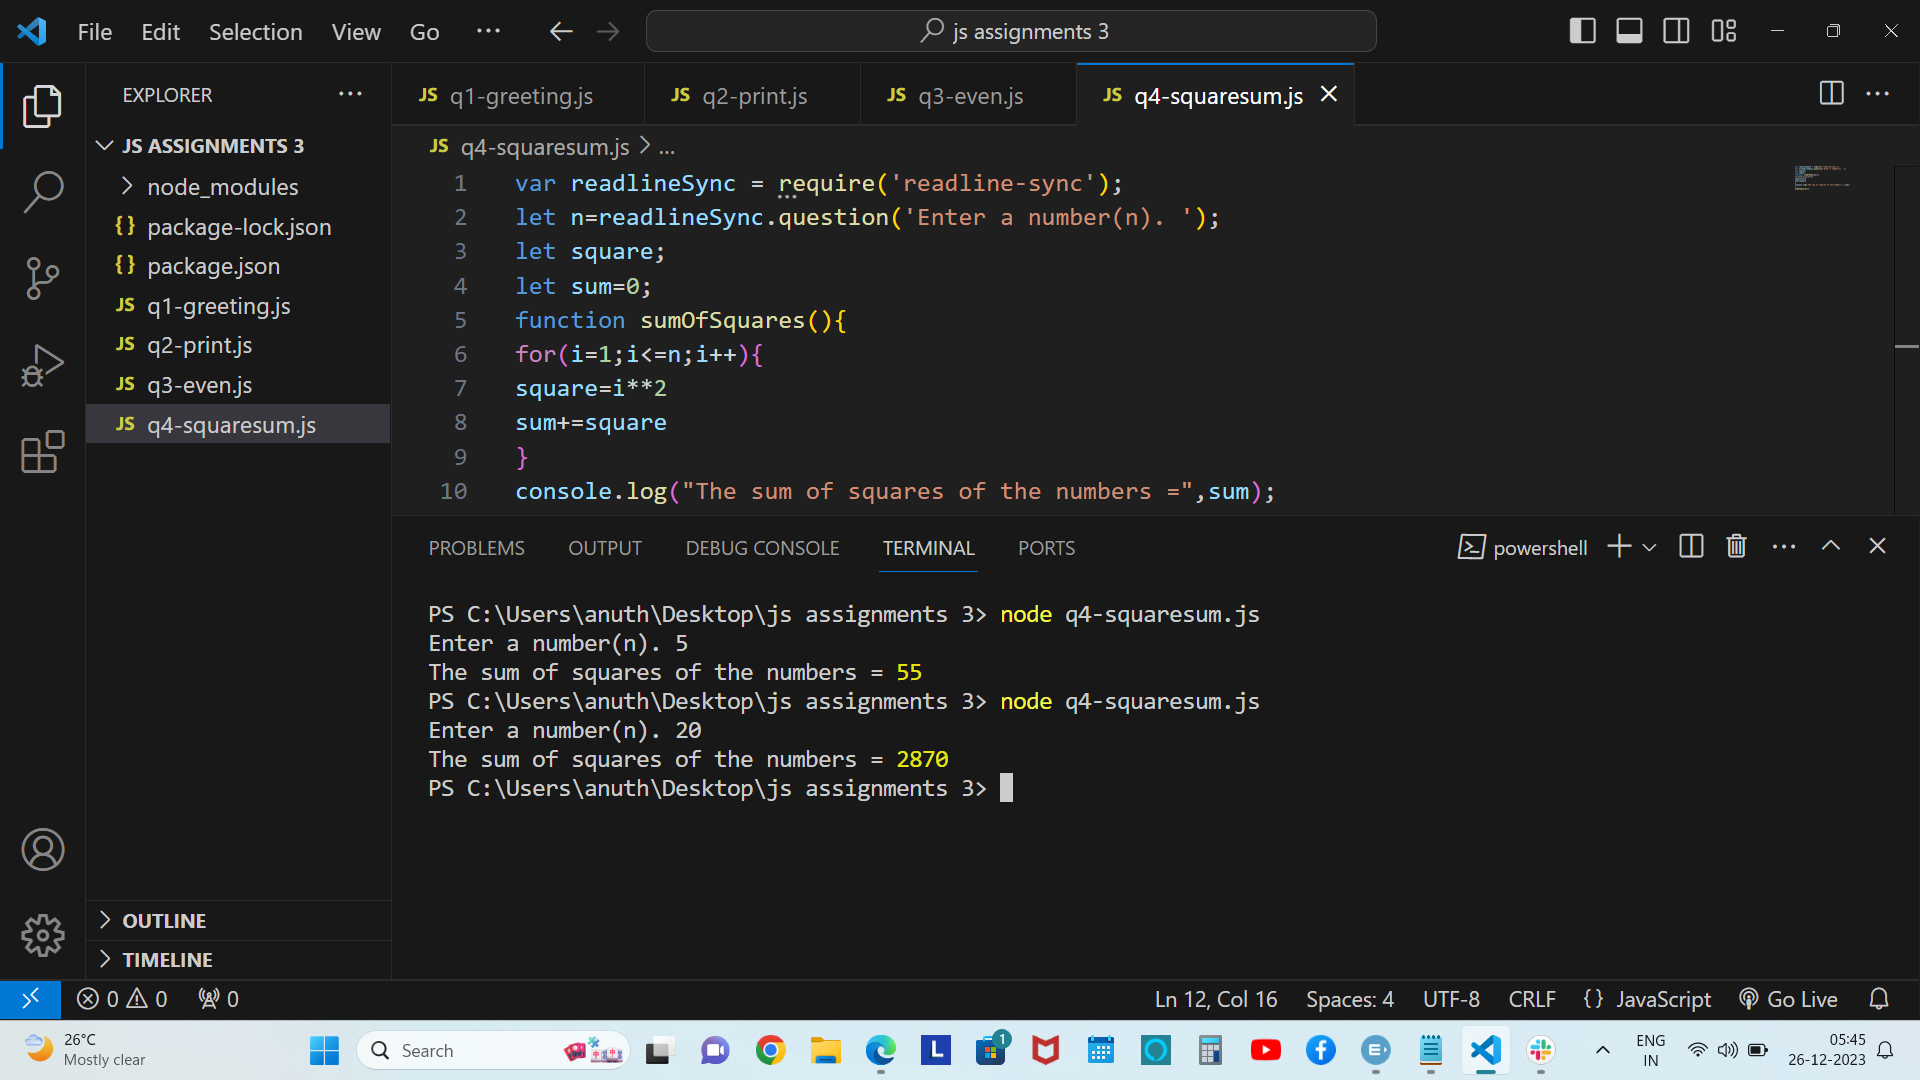 File Edit Selection View Go ... js assignments 3
EXPLORER ...
JS ASSIGNMENTS 3
node_modules
{} package-lock.json
{} package.json
JS q1-greeting.js
JS q2-print.js
JS q3-even.js
JS q4-squaresum.js
OUTLINE
TIMELINE
JS q1-greeting.js JS q2-print.js JS q3-even.js JS q4-squaresum.js
JS q4-squaresum.js > ...
1 var readlineSync = require('readline-sync');
2 let n=readlineSync.question('Enter a number(n). ');
3 let square;
4 let sum=0;
5 function sumOfSquares(){
6 for(i=1;i<=n;i++){
7 square=i**2
8 sum+=square
9 }
10 console.log("The sum of squares of the numbers =",sum);
PROBLEMS OUTPUT DEBUG CONSOLE TERMINAL PORTS powershell
PS C:\Users\anuth\Desktop\js assignments 3> node q4-squaresum.js
Enter a number(n). 5
The sum of squares of the numbers = 55
PS C:\Users\anuth\Desktop\js assignments 3> node q4-squaresum.js
Enter a number(n). 20
The sum of squares of the numbers = 2870
PS C:\Users\anuth\Desktop\js assignments 3>
0 0 0 Ln 12, Col 16 Spaces: 4 UTF-8 CRLF {} JavaScript Go Live
26°C
Mostly clear
Search
L
1
E
ENG
IN
05:45
26-12-2023